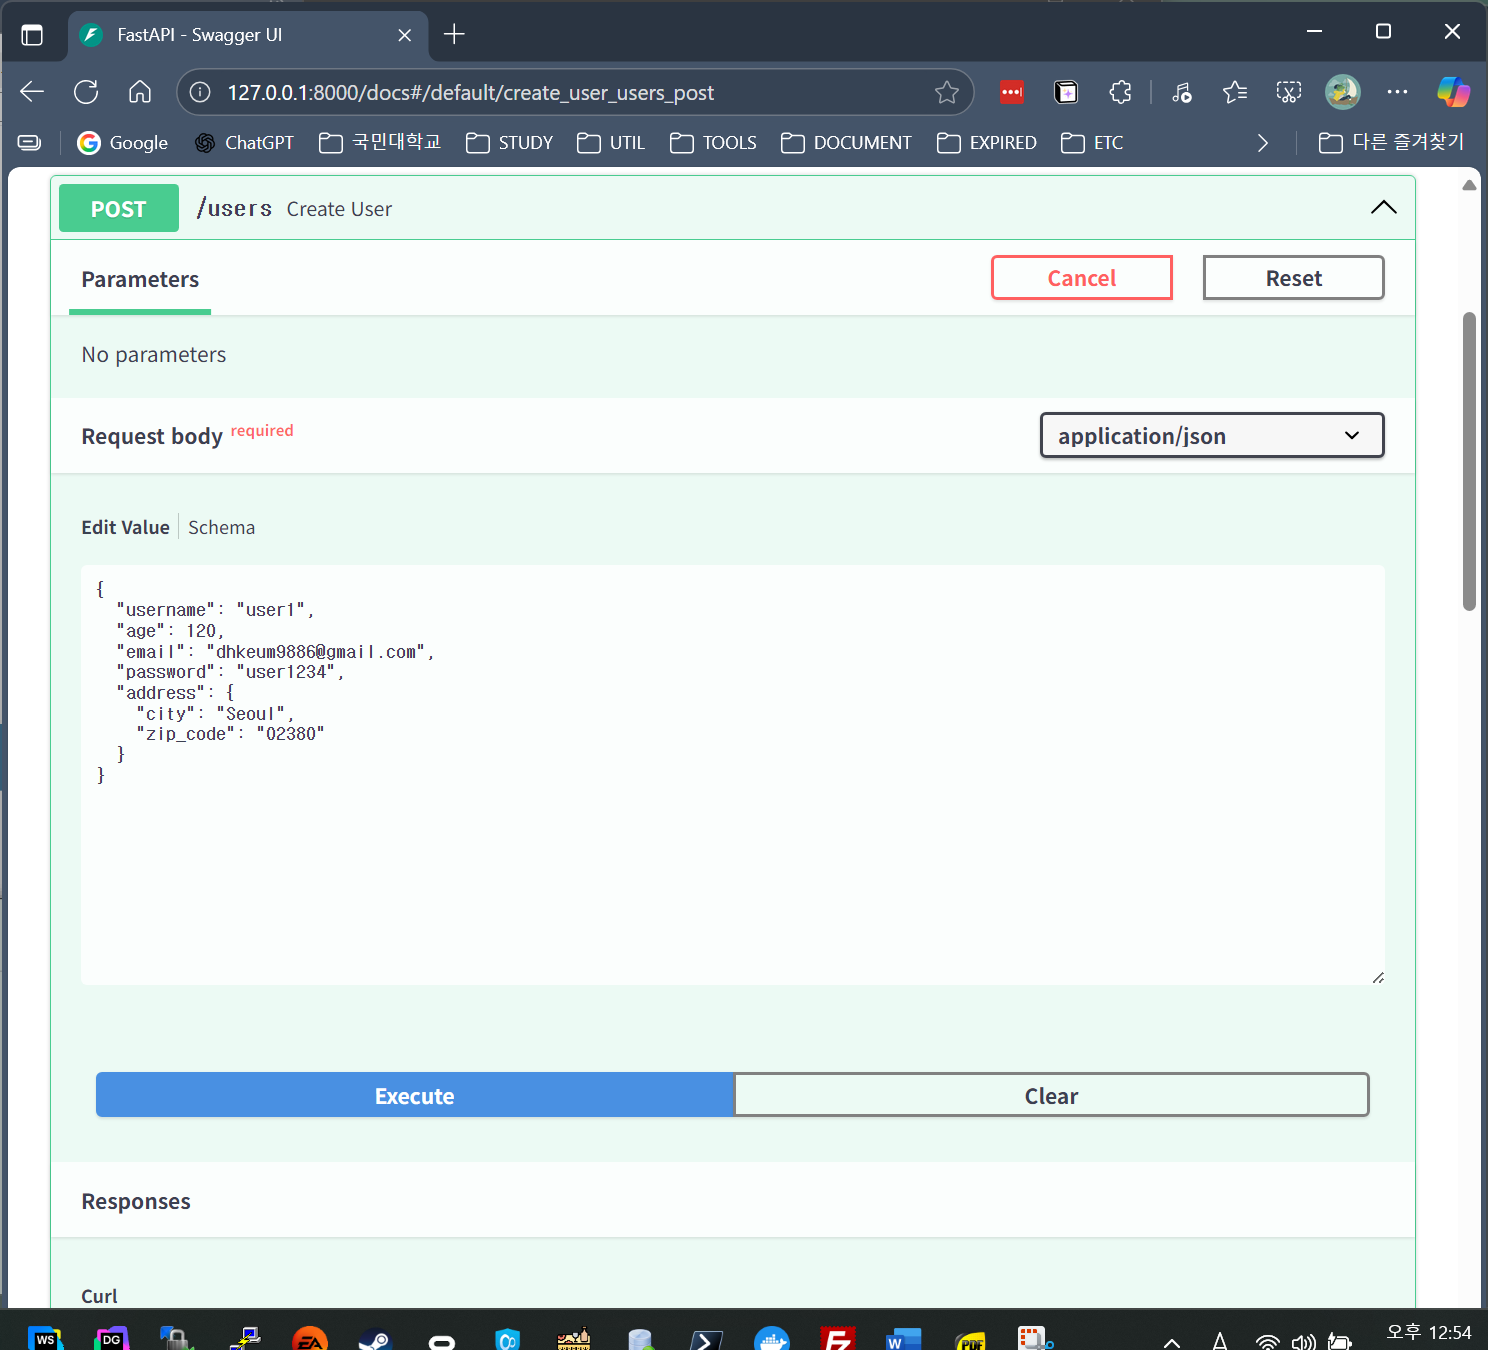 FastAPI - Swagger UI
127.0.0.1:8000/docs#/default/create_user_users_post
Google ChatGPT 국민대학교 STUDY UTIL TOOLS DOCUMENT EXPIRED ETC 다른 즐겨찾기
POST /users Create User
Parameters Cancel Reset
No parameters
Request body required application/json
Edit Value Schema
{
"username": "user1",
"age": 120,
"email": "dhkeum9886@gmail.com",
"password": "user1234",
"address": {
"city": "Seoul",
"zip_code": "02380"
}
}
Execute Clear
Responses
Curl
WS DG EA FZ W PDF A 오후 12:54